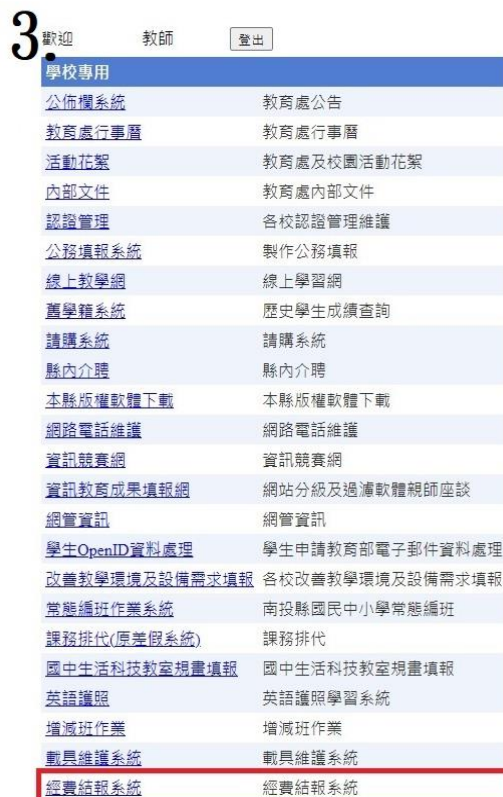 3.
歡迎 教師 登出
學校專用
公佈欄系統 教育處公告
教育處行事曆 教育處行事曆
活動花絮 教育處及校園活動花絮
內部文件 教育處內部文件
認證管理 各校認證管理維護
公務填報系統 製作公務填報
線上教學網 線上學習網
舊學籍系統 歷史學生成績查詢
請購系統 請購系統
縣內介聘 縣內介聘
本縣版權軟體下載 本縣版權軟體下載
網路電話維護 網路電話維護
資訊競賽網 資訊競賽網
資訊教育成果填報網 網站分級及過濾軟體親師座談
網管資訊 網管資訊
學生OpenID資料處理 學生申請教育部電子郵件資料處理
改善教學環境及設備需求填報 各校改善教學環境及設備需求填報
常態編班作業系統 南投縣國民中小學常態編班
課務排代(原差假系統) 課務排代
國中生活科技教室規畫填報 國中生活科技教室規畫填報
英語護照 英語護照學習系統
增減班作業 增減班作業
載具維護系統 載具維護系統
經費結報系統 經費結報系統